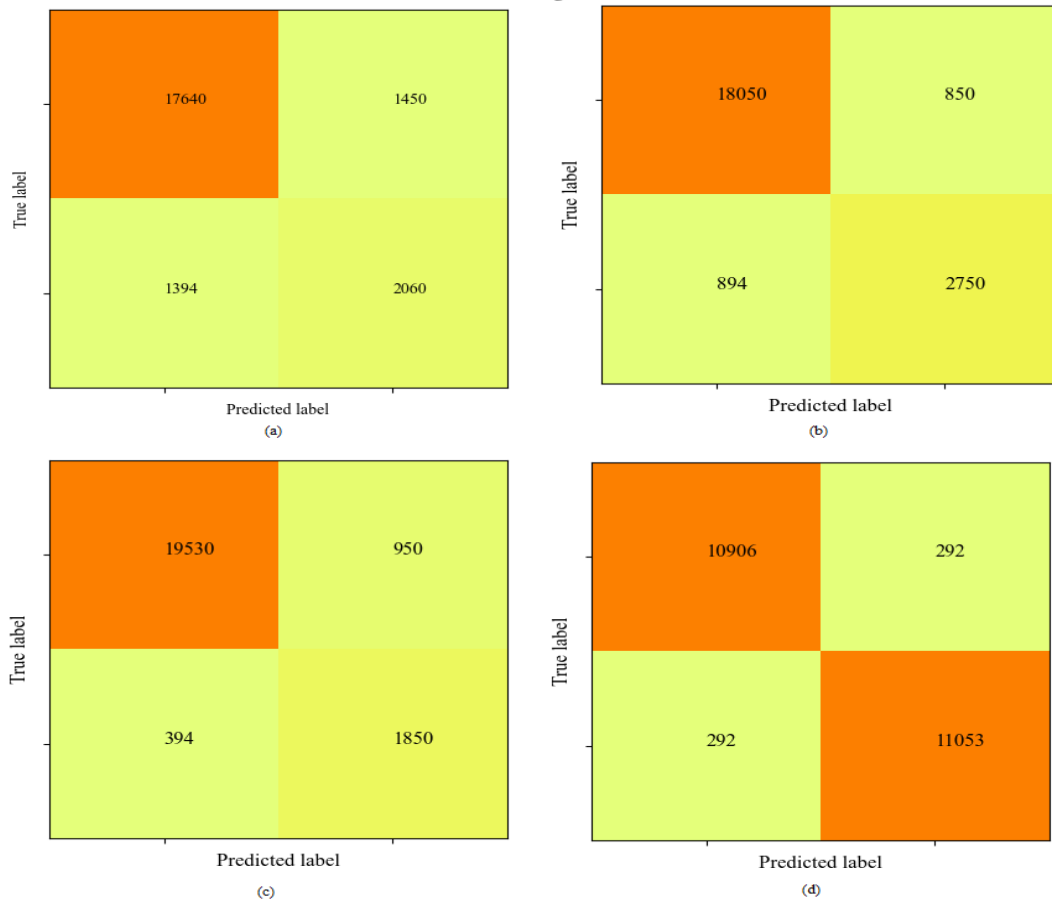 17640 1450
1394 2060
True label
Predicted label
(a)
18050 850
894 2750
True label
Predicted label
(b)
19530 950
394 1850
True label
Predicted label
(c)
10906 292
292 11053
True label
Predicted label
(d)